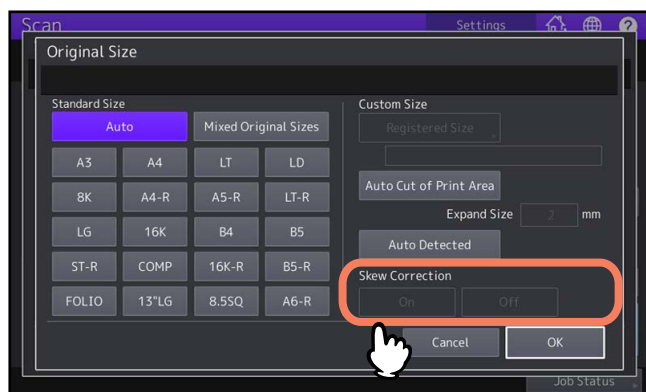 Scan
Settings
?
Original Size
Standard Size
Auto
Mixed Original Sizes
A3
A4
LT
LD
8K
A4-R
A5-R
LT-R
LG
16K
B4
B5
ST-R
COMP
16K-R
B5-R
FOLIO
13"LG
8.5SQ
A6-R
Custom Size
Registered Size
Auto Cut of Print Area
Expand Size 2 mm
Auto Detected
Skew Correction
On
Off
Cancel
OK
Job Status